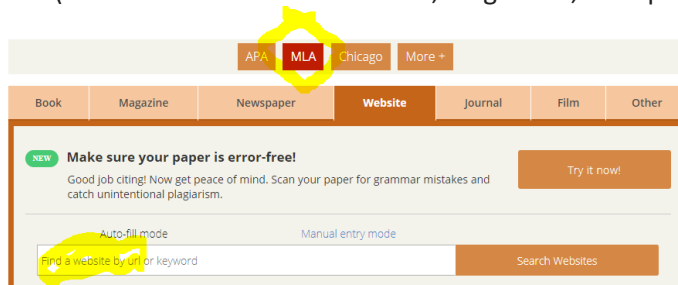 APA MLA Chicago More +
Book Magazine Newspaper Website Journal Film Other
NEW Make sure your paper is error-free!
Good job citing! Now get peace of mind. Scan your paper for grammar mistakes and
catch unintentional plagiarism.
Try it now!
Auto-fill mode Manual entry mode
Find a website by url or keyword Search Websites